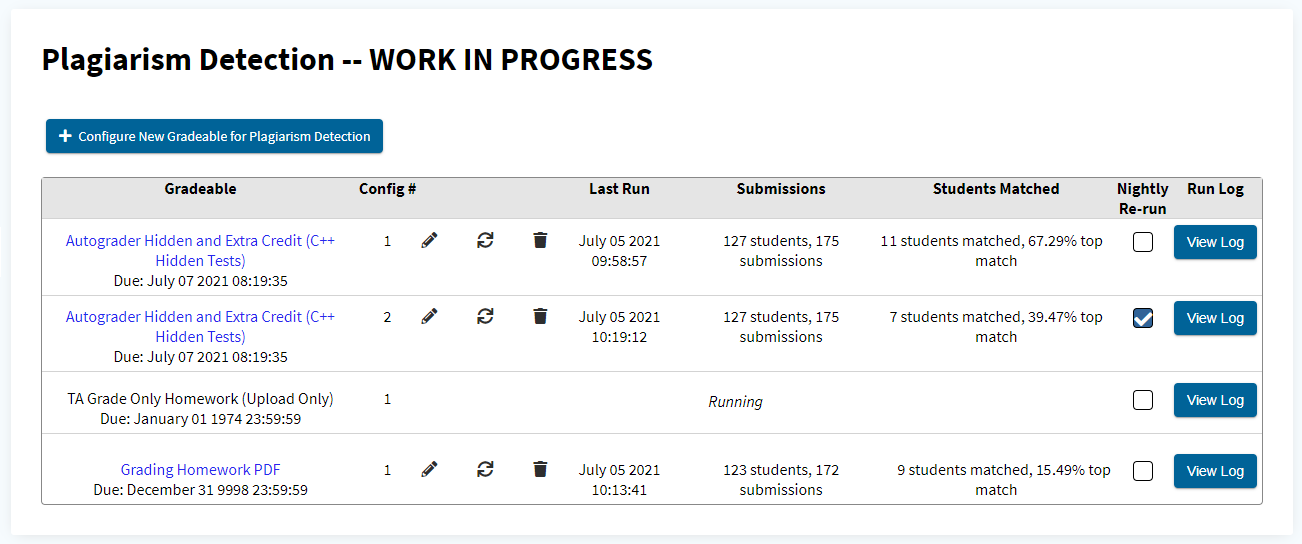 Plagiarism Detection -- WORK IN PROGRESS
Configure New Gradeable for Plagiarism Detection
Gradeable Config # Last Run Submissions Students Matched Nightly Re-run Run Log
Autograder Hidden and Extra Credit (C++ 1 July 05 2021 127 students, 175 11 students matched, 67.29% top View Log
Hidden Tests) 09:58:57 submissions match
Due: July 07 2021 08:19:35
Autograder Hidden and Extra Credit (C++ 2 July 05 2021 127 students, 175 7 students matched, 39.47% top View Log
Hidden Tests) 10:19:12 submissions match
Due: July 07 2021 08:19:35
TA Grade Only Homework (Upload Only) 1 Running View Log
Due: January 01 1974 23:59:59
Grading Homework PDF 1 July 05 2021 123 students, 172 9 students matched, 15.49% top View Log
Due: December 31 9998 23:59:59 10:13:41 submissions match